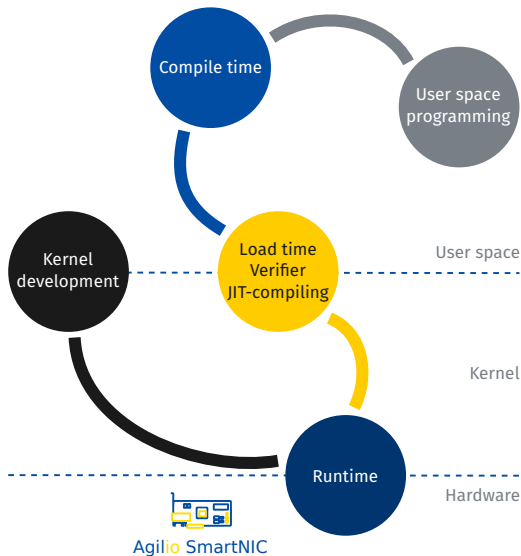 Compile time
User space
programming
Kernel
development
Load time
Verifier
JIT-compiling
User space
Kernel
Runtime
Hardware
Agilio SmartNIC